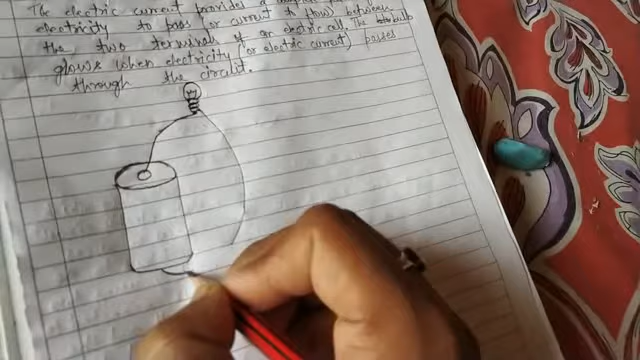 The electric current provides a
electricity to pass (or current to flow) between
the two terminals of an electric cell. The bulb
glows when electricity (or electric current) passes
through the circuit.